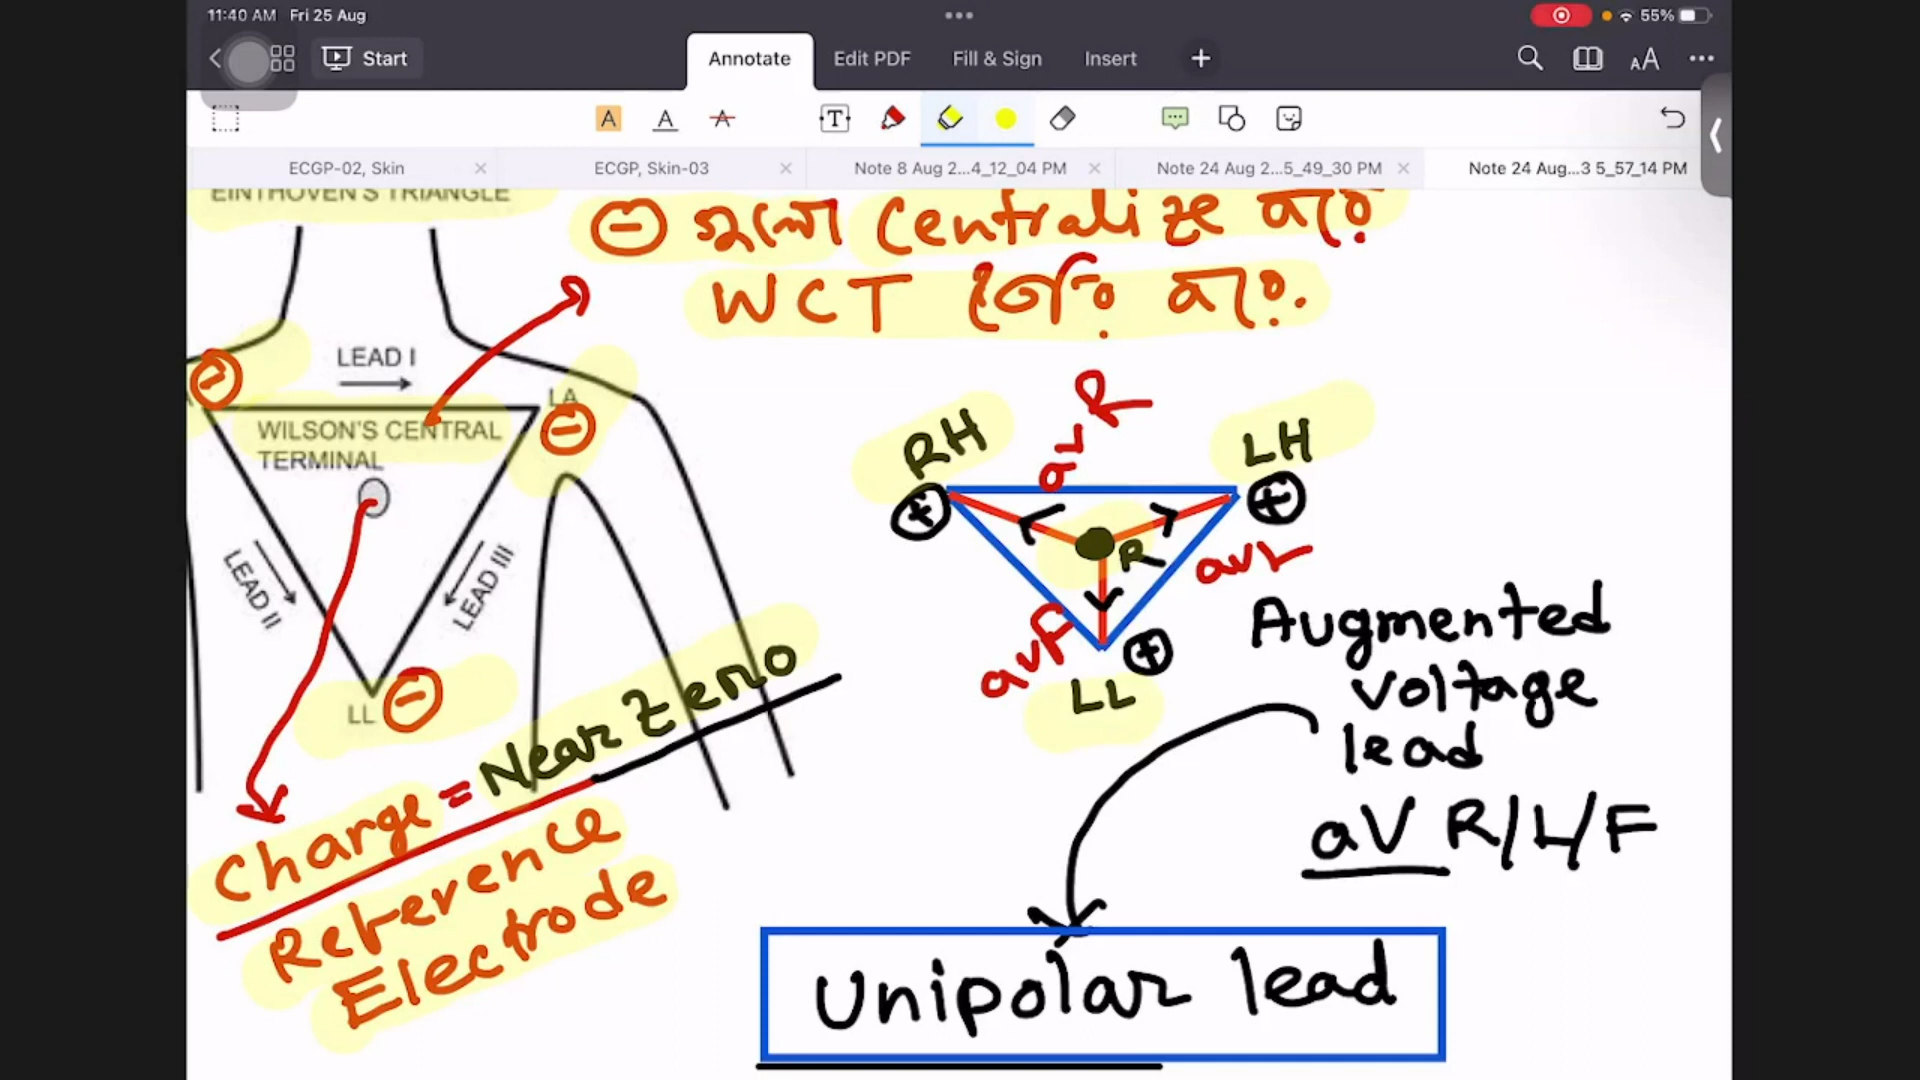 11:40 AM Fri 25 Aug
55%
Start
Annotate
Edit PDF
Fill & Sign
Insert
ECGP-02, Skin
ECGP, Skin-03
Note 8 Aug 2...4_12_04 PM
Note 24 Aug 2...5_49_30 PM
Note 24 Aug...3 5_57_14 PM
EINTHOVEN'S TRIANGLE
Centralize
WCT
LEAD I
LA
WILSON'S CENTRAL
TERMINAL
LEAD II
LEAD III
LL
Charge = Near Zero
Reference
Electrode
RH
avR
LH
R
avL
avF
LL
Augmented
voltage
lead
aV R/L/F
Unipolar lead